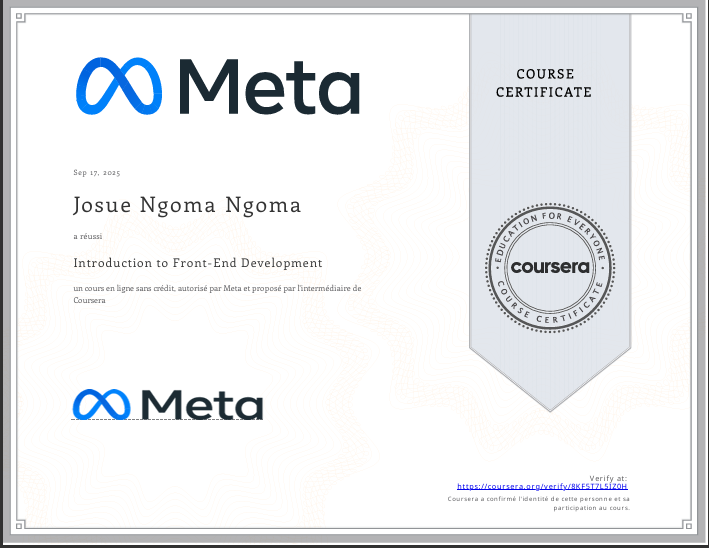 Meta
COURSE
CERTIFICATE
Sep 17, 2025
Josue Ngoma Ngoma
a réussi
Introduction to Front-End Development
un cours en ligne sans crédit, autorisé par Meta et proposé par l'intermédiaire de
Coursera
EDUCATION FOR EVERYONE
coursera
COURSE CERTIFICATE
Meta
Verify at:
https://coursera.org/verify/8KF5T7L5IZ0H
Coursera a confirmé l'identité de cette personne et sa
participation au cours.